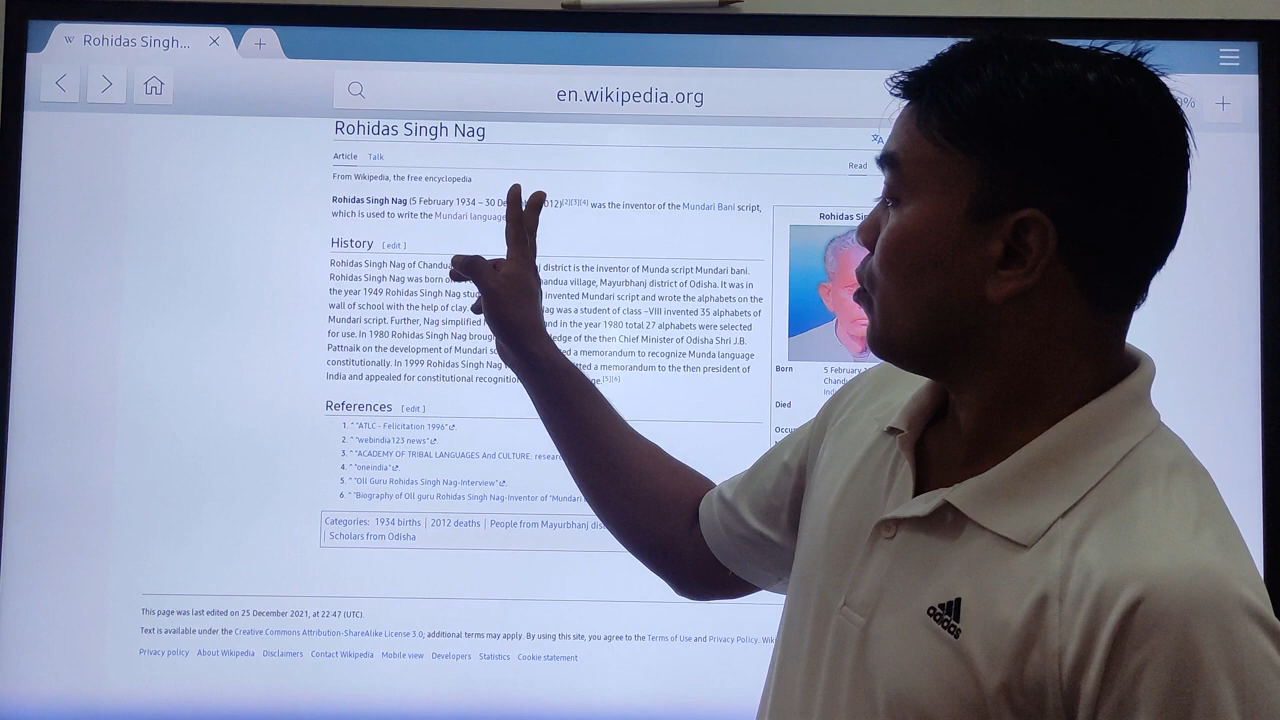 Rohidas Singh...
en.wikipedia.org
Rohidas Singh Nag
Article Talk
Read
From Wikipedia, the free encyclopedia
Rohidas Singh Nag (5 February 1934 – 30 2012)[2][3][4] was the inventor of the Mundari Bani script,
which is used to write the Mundari language
History [edit]
Rohidas Singh Nag of district is the inventor of Munda script Mundari bani.
Rohidas Singh Nag was born village, Mayurbhanj district of Odisha. It was in
the year 1949 Rohidas Singh Nag invented Mundari script and wrote the alphabets on the
wall of school with the help of clay. Nag was a student of class –VIII invented 35 alphabets of
Mundari script. Further, Nag simplified and in the year 1980 total 27 alphabets were selected
for use. In 1980 Rohidas Singh Nag of the then Chief Minister of Odisha Shri J.B.
Pattnaik on the development of Mundari a memorandum to recognize Munda language
constitutionally. In 1999 Rohidas Singh Nag a memorandum to the then president of
India and appealed for constitutional [5][6]
References [edit]
1. ^ "ATLC - Felicitation 1996".
2. ^ "webindia123 news".
3. ^ "ACADEMY OF TRIBAL LANGUAGES And CULTURE:
4. ^ "oneindia".
5. ^ "Oll Guru Rohidas Singh Nag-Interview".
6. ^ "Biography of Oll guru Rohidas Singh Nag-Inventor of "Mundari
Categories: 1934 births | 2012 deaths | People from Mayurbhanj
| Scholars from Odisha
Born 5 February
Died
This page was last edited on 25 December 2021, at 22:47 (UTC).
Text is available under the Creative Commons Attribution-ShareAlike License 3.0; additional terms may apply. By using this site, you agree to the Terms of Use and Privacy Policy.
Privacy policy About Wikipedia Disclaimers Contact Wikipedia Mobile view Developers Statistics Cookie statement
adidas